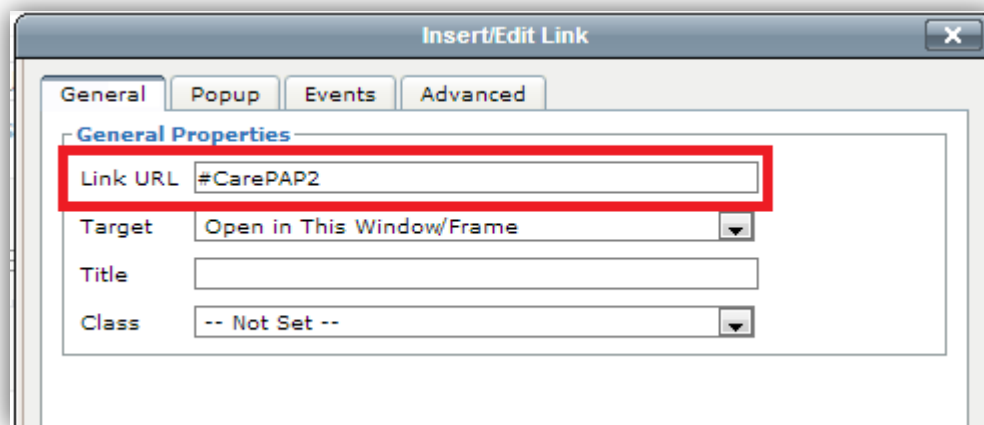 Insert/Edit Link
General Popup Events Advanced
General Properties
Link URL #CarePAP2
Target Open in This Window/Frame
Title
Class -- Not Set --